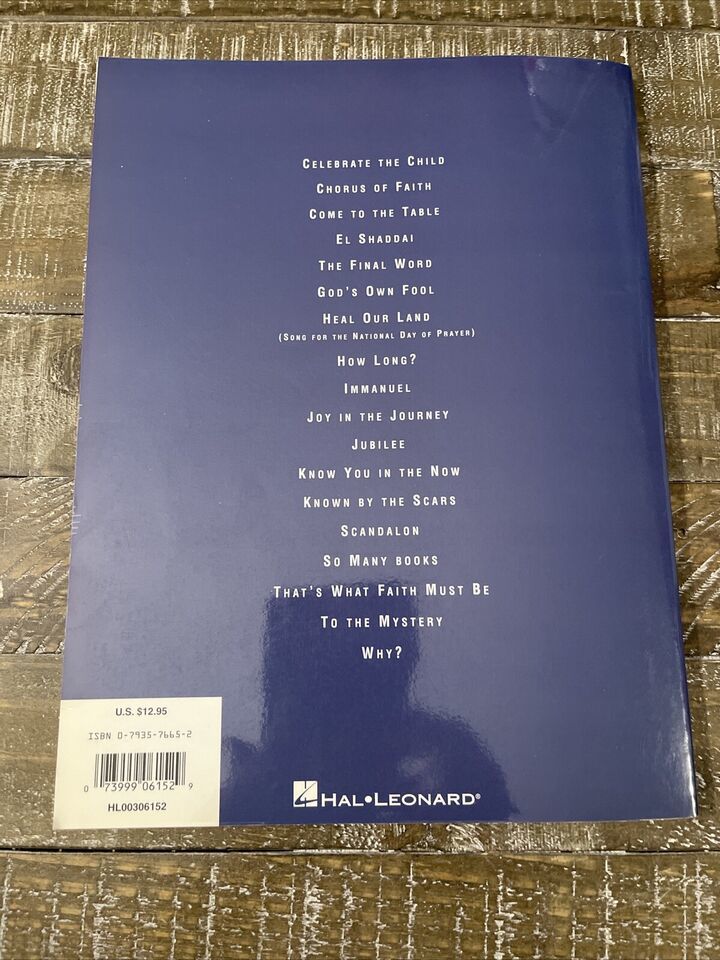 CELEBRATE THE CHILD
CHORUS OF FAITH
COME TO THE TABLE
EL SHADDAI
THE FINAL WORD
GOD'S OWN FOOL
HEAL OUR LAND
(SONG FOR THE NATIONAL DAY OF PRAYER)
HOW LONG?
IMMANUEL
JOY IN THE JOURNEY
JUBILEE
KNOW YOU IN THE NOW
KNOWN BY THE SCARS
SCANDALON
SO MANY BOOKS
THAT'S WHAT FAITH MUST BE
TO THE MYSTERY
WHY?
U.S. $12.95
ISBN 0-7935-7665-2
0 73999 06152 9
HL00306152
HAL•LEONARD®